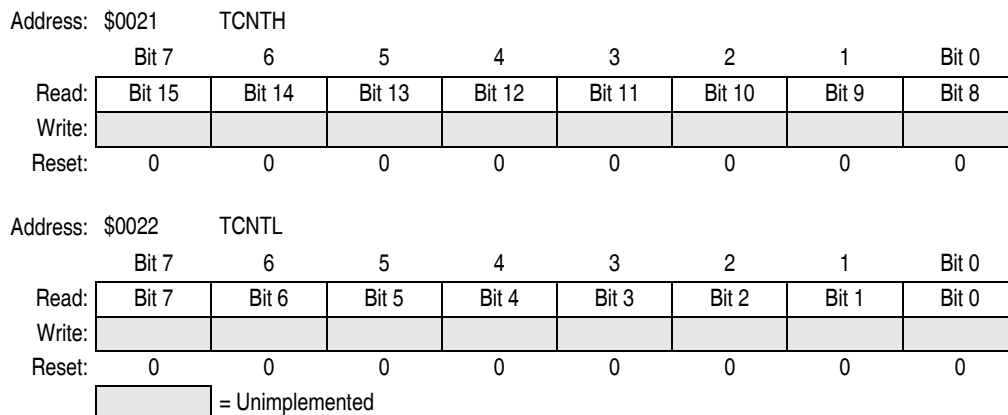 Address: $0021 TCNTH
Bit 7 6 5 4 3 2 1 Bit 0
Read: Bit 15 Bit 14 Bit 13 Bit 12 Bit 11 Bit 10 Bit 9 Bit 8
Write:
Reset: 0 0 0 0 0 0 0 0
Address: $0022 TCNTL
Bit 7 6 5 4 3 2 1 Bit 0
Read: Bit 7 Bit 6 Bit 5 Bit 4 Bit 3 Bit 2 Bit 1 Bit 0
Write:
Reset: 0 0 0 0 0 0 0 0
= Unimplemented